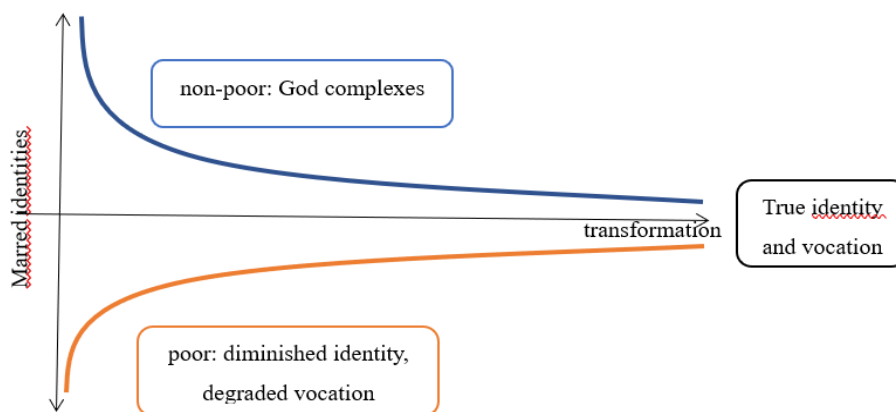 non-poor: God complexes
Marred identities
True identity
and vocation
transformation
poor: diminished identity,
degraded vocation